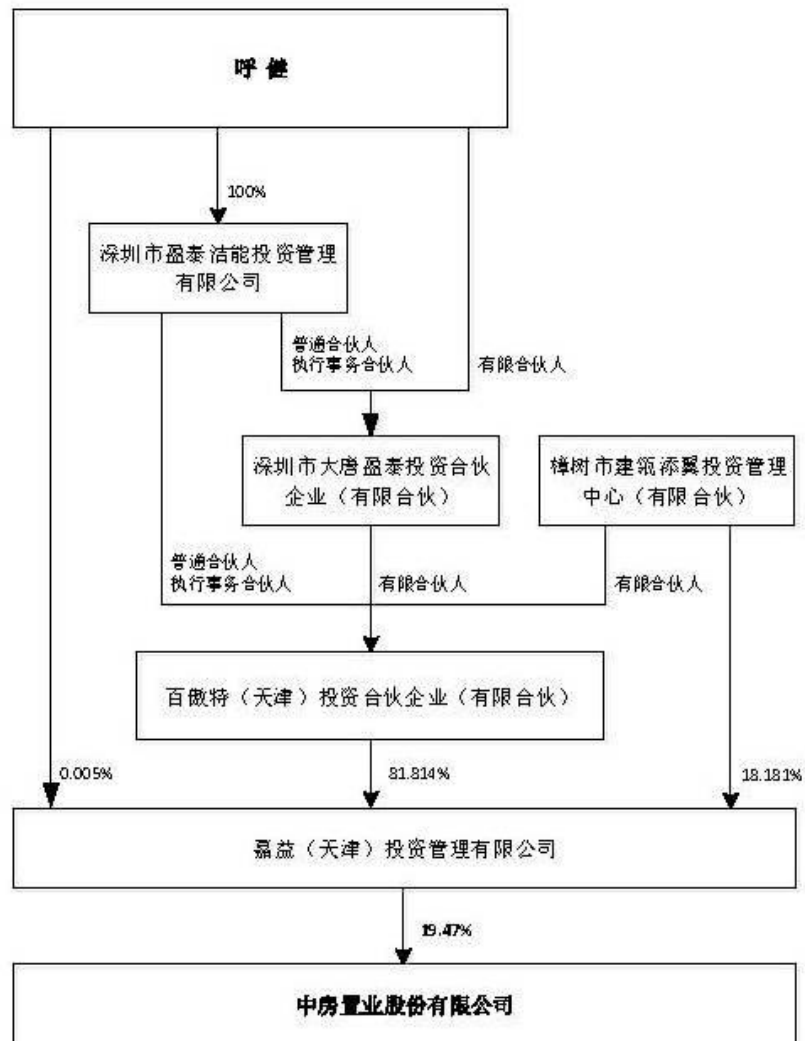 呼健
100%
深圳市盈泰洁能投资管理
有限公司
普通合伙人
执行事务合伙人
有限合伙人
深圳市大唐盈泰投资合伙
企业（有限合伙）
樟树市建筑添翼投资管理
中心（有限合伙）
普通合伙人
执行事务合伙人
有限合伙人
有限合伙人
百傲特（天津）投资合伙企业（有限合伙）
0.005%
81.814%
18.181%
嘉益（天津）投资管理有限公司
19.47%
中房置业股份有限公司